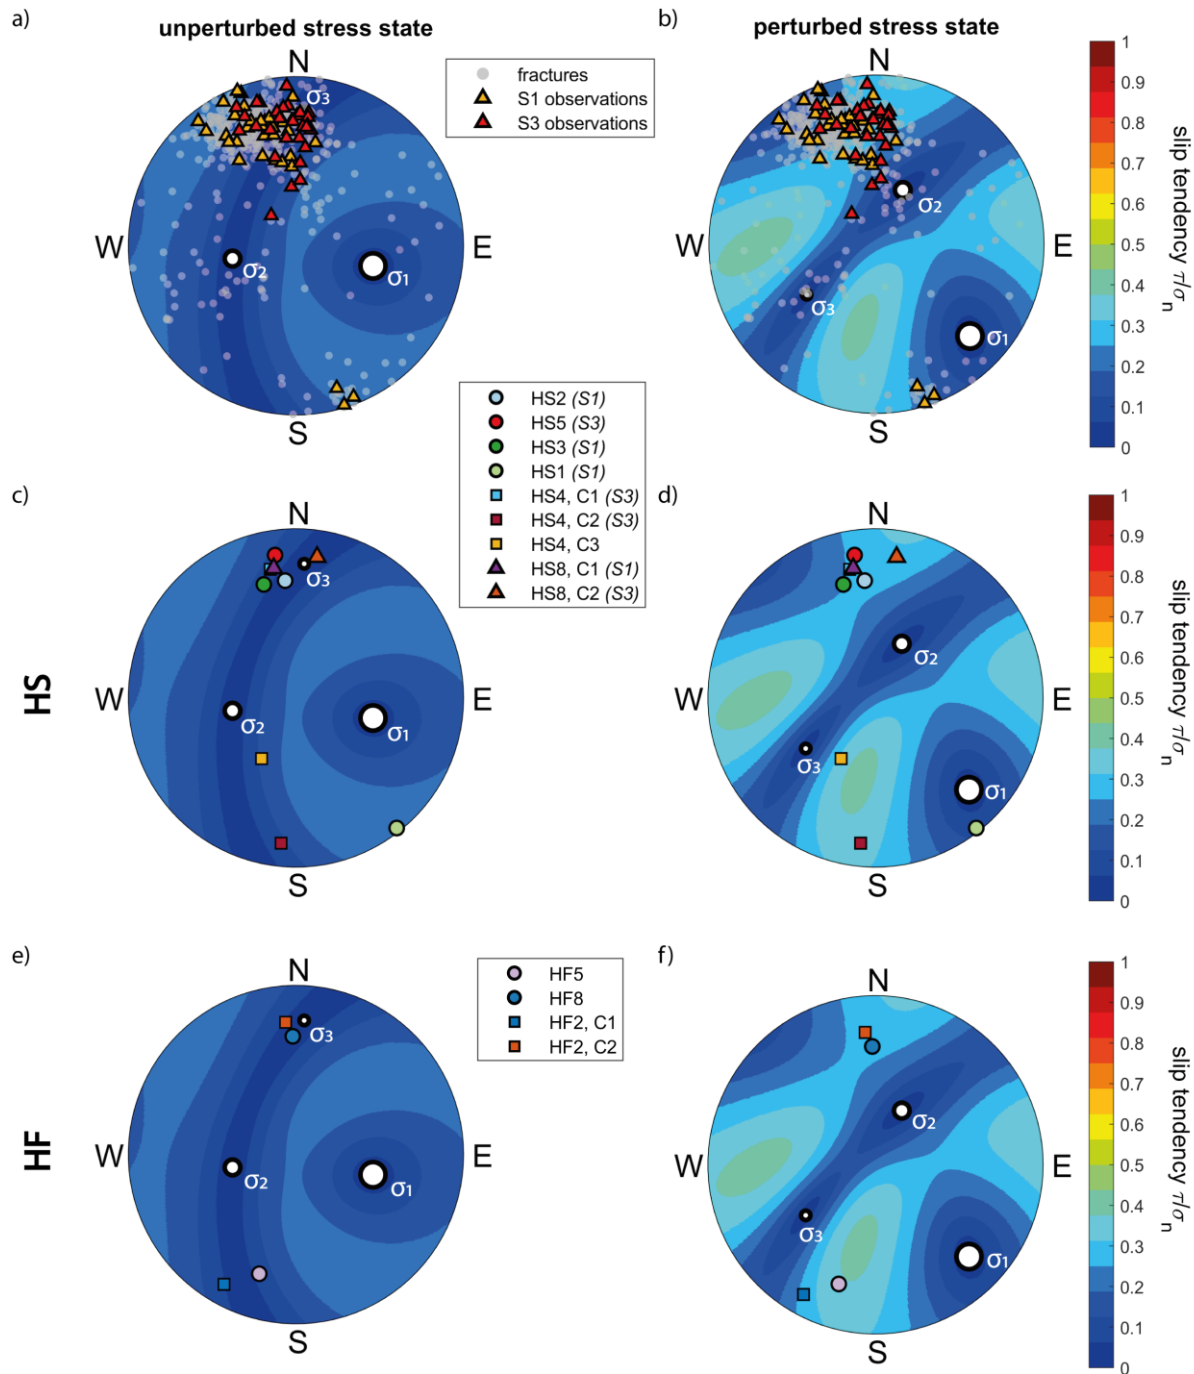 a)
unperturbed stress state
b)
perturbed stress state
N
σ3
W
E
σ2
σ1
S
fractures
S1 observations
S3 observations
N
W
E
σ2
σ3
σ1
S
1
0.9
0.8
0.7
0.6
0.5
0.4
0.3
0.2
0.1
0
slip tendency τ/σn
HS2 (S1)
HS5 (S3)
HS3 (S1)
HS1 (S1)
HS4, C1 (S3)
HS4, C2 (S3)
HS4, C3
HS8, C1 (S1)
HS8, C2 (S3)
c)
HS
N
σ3
W
E
σ2
σ1
S
d)
N
W
E
σ2
σ3
σ1
S
1
0.9
0.8
0.7
0.6
0.5
0.4
0.3
0.2
0.1
0
slip tendency τ/σn
e)
HF
N
σ3
W
E
σ2
σ1
S
HF5
HF8
HF2, C1
HF2, C2
f)
N
W
E
σ2
σ3
σ1
S
1
0.9
0.8
0.7
0.6
0.5
0.4
0.3
0.2
0.1
0
slip tendency τ/σn